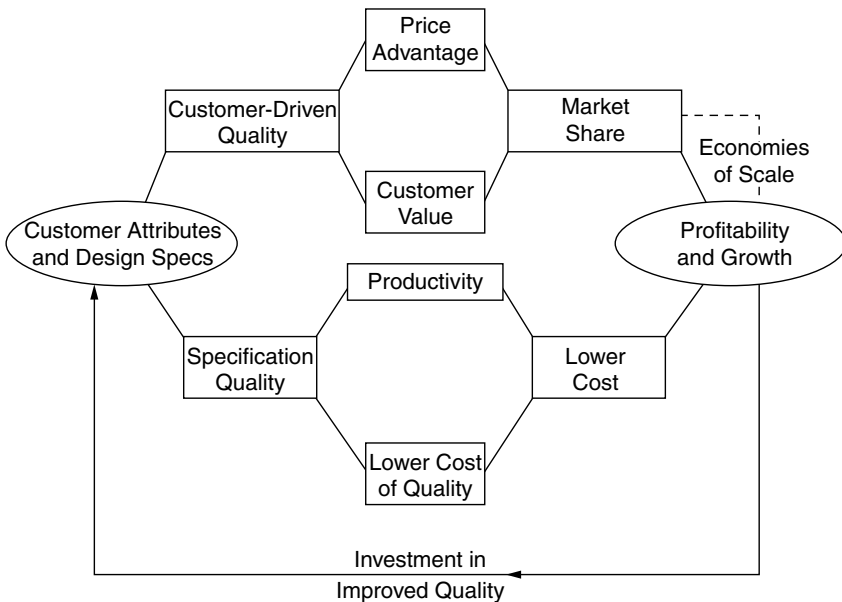 Price
Advantage
Customer-Driven
Quality
Market
Share
Economies
of Scale
Customer
Value
Customer Attributes
and Design Specs
Profitability
and Growth
Productivity
Specification
Quality
Lower
Cost
Lower Cost
of Quality
Investment in
Improved Quality